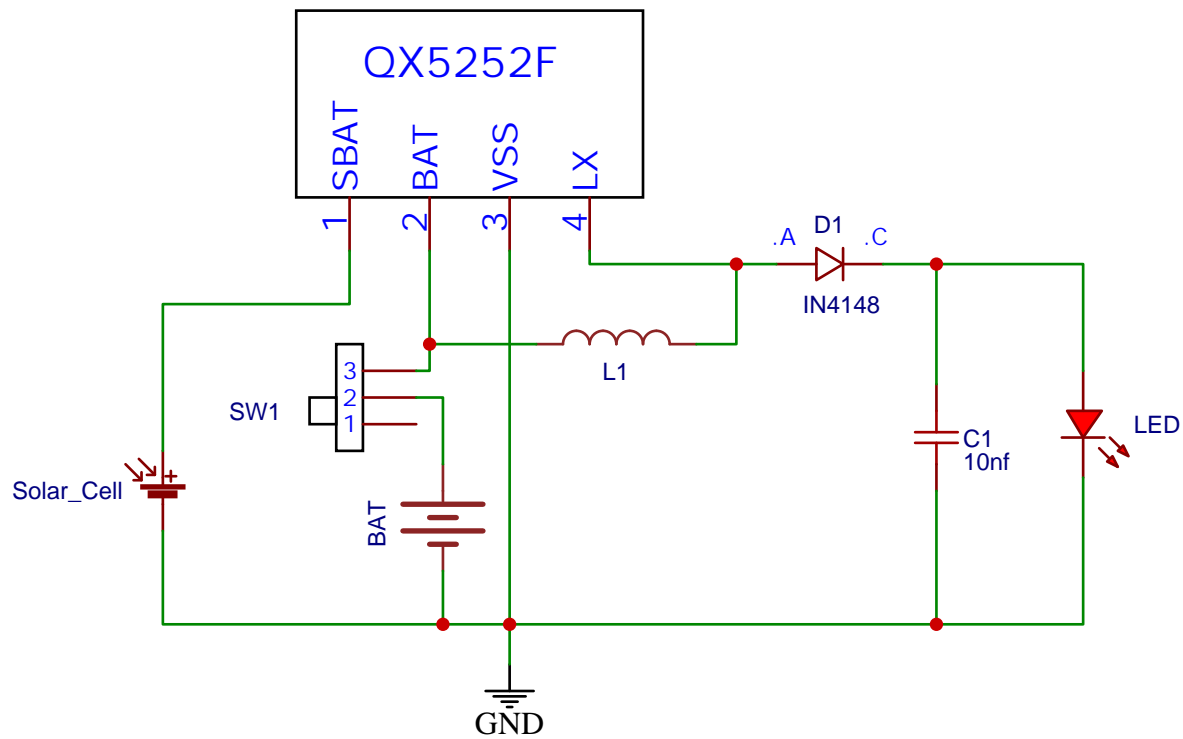 QX5252F
SBAT
BAT
VSS
LX
1
2
3
4
.A
D1
.C
IN4148
L1
SW1
3
2
1
Solar_Cell
+
BAT
C1
10nf
LED
GND